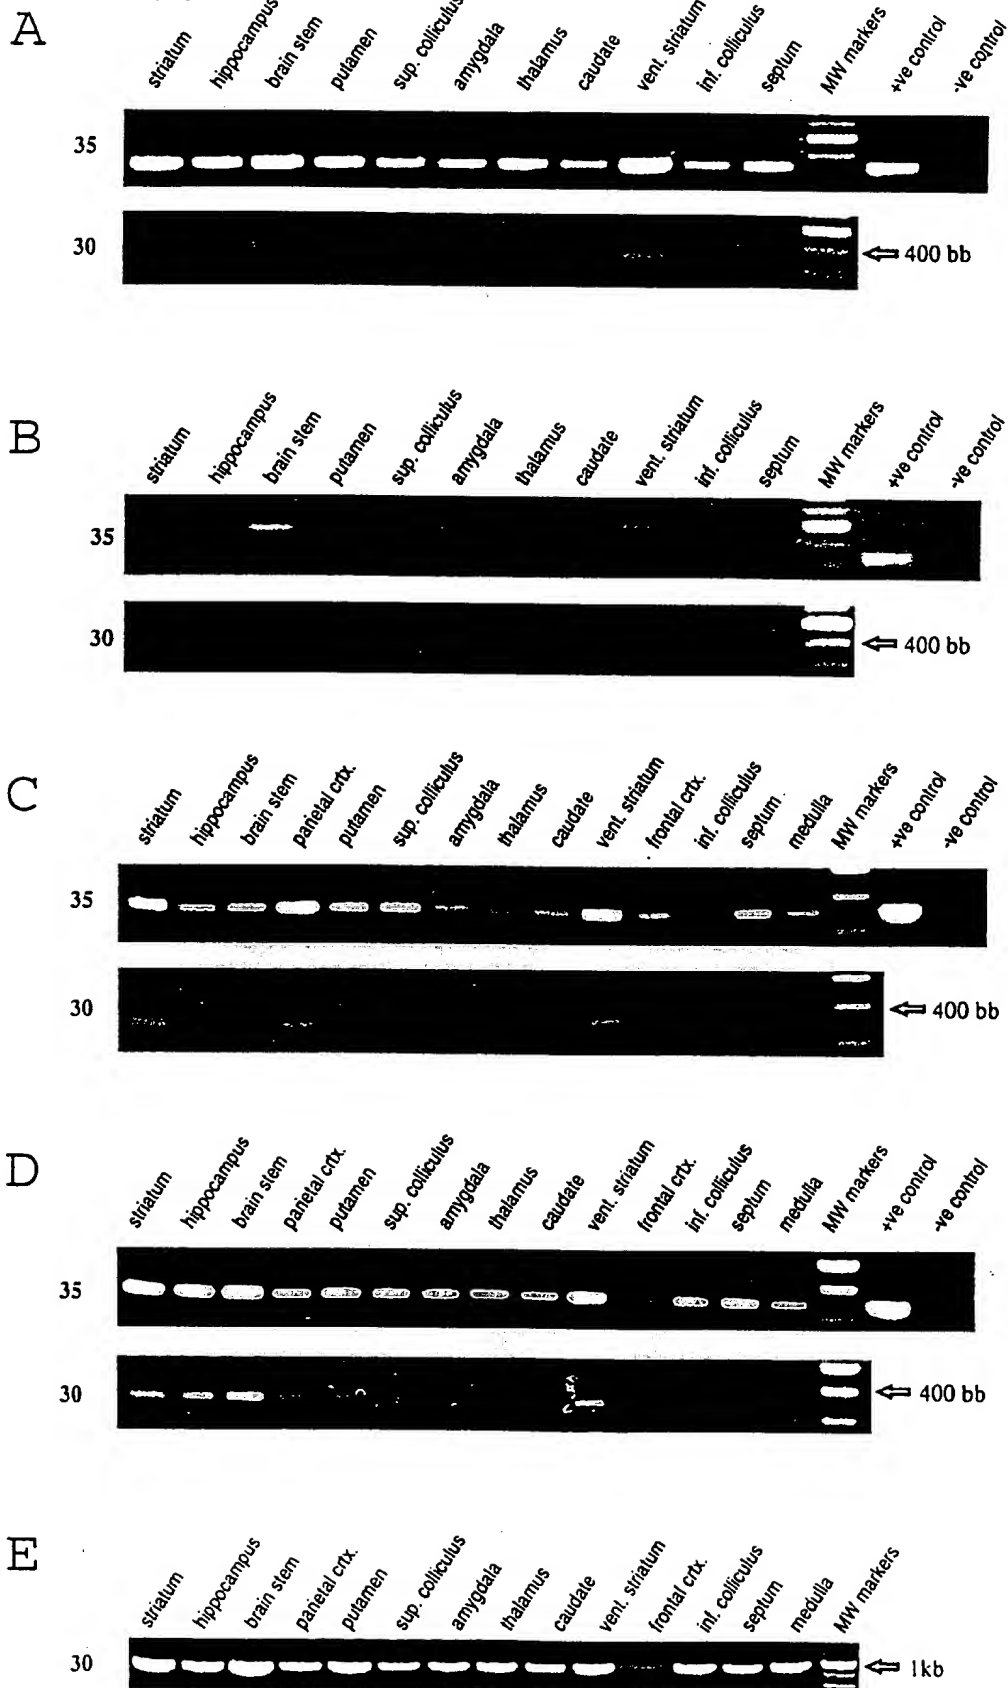 A
striatum hippocampus brain stem putamen sup. colliculus amygdala thalamus caudate vent. striatum inf. colliculus septum MW markers +ve control -ve control
35
30
400 bb
B
striatum hippocampus brain stem putamen sup. colliculus amygdala thalamus caudate vent. striatum inf. colliculus septum MW markers +ve control -ve control
35
30
400 bb
C
striatum hippocampus brain stem parietal crtx. putamen sup. colliculus amygdala thalamus caudate vent. striatum frontal crtx. inf. colliculus septum medulla MW markers +ve control -ve control
35
30
400 bb
D
striatum hippocampus brain stem parietal crtx. putamen sup. colliculus amygdala thalamus caudate vent. striatum frontal crtx. inf. colliculus septum medulla MW markers +ve control -ve control
35
30
400 bb
E
striatum hippocampus brain stem parietal crtx. putamen sup. colliculus amygdala thalamus caudate vent. striatum frontal crtx. inf. colliculus septum medulla MW markers
30
1kb